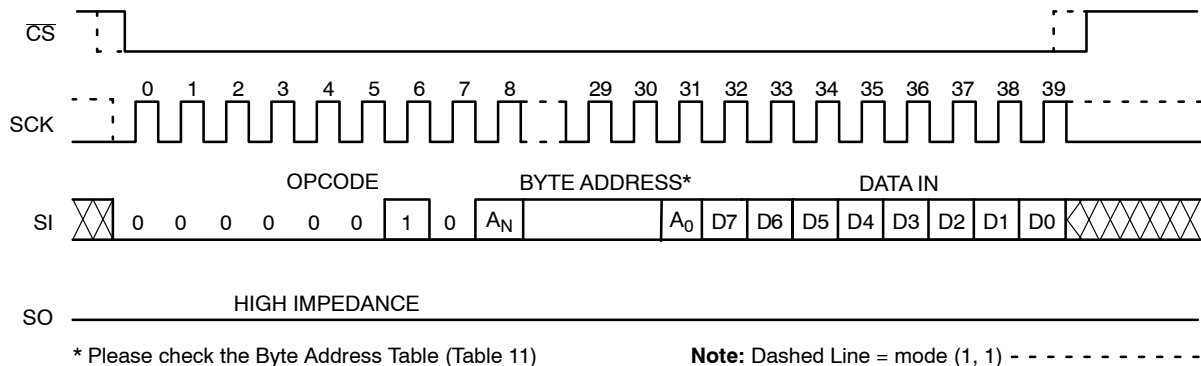 CS
0 1 2 3 4 5 6 7 8 29 30 31 32 33 34 35 36 37 38 39
SCK
OPCODE BYTE ADDRESS* DATA IN
SI 0 0 0 0 0 0 1 0 AN A0 D7 D6 D5 D4 D3 D2 D1 D0
HIGH IMPEDANCE
SO
* Please check the Byte Address Table (Table 11) Note: Dashed Line = mode (1, 1)